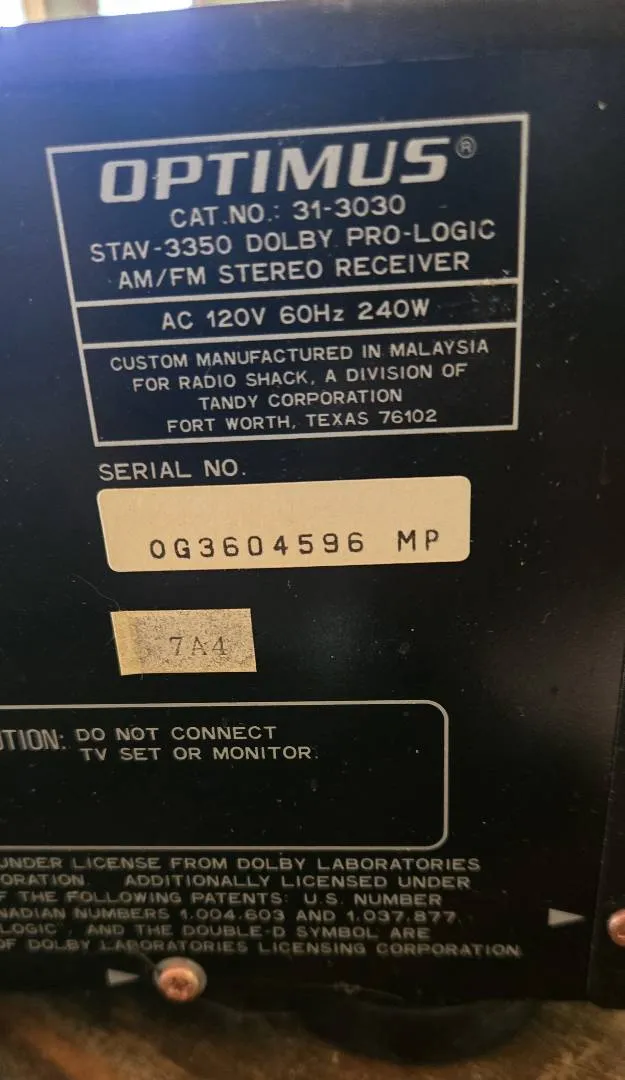 OPTIMUS®
CAT.NO.: 31-3030
STAV-3350 DOLBY PRO-LOGIC
AM/FM STEREO RECEIVER
AC 120V 60Hz 240W
CUSTOM MANUFACTURED IN MALAYSIA
FOR RADIO SHACK, A DIVISION OF
TANDY CORPORATION
FORT WORTH, TEXAS 76102
SERIAL NO.
0G3604596 MP
7A4
DO NOT CONNECT
TV SET OR MONITOR.
UNDER LICENSE FROM DOLBY LABORATORIES
ADDITIONALLY LICENSED UNDER
THE FOLLOWING PATENTS: U.S. NUMBER
NUMBERS 1.004.603 AND 1.037.877.
LOGIC", AND THE DOUBLE-D SYMBOL ARE
OF DOLBY LABORATORIES LICENSING CORPORATION.